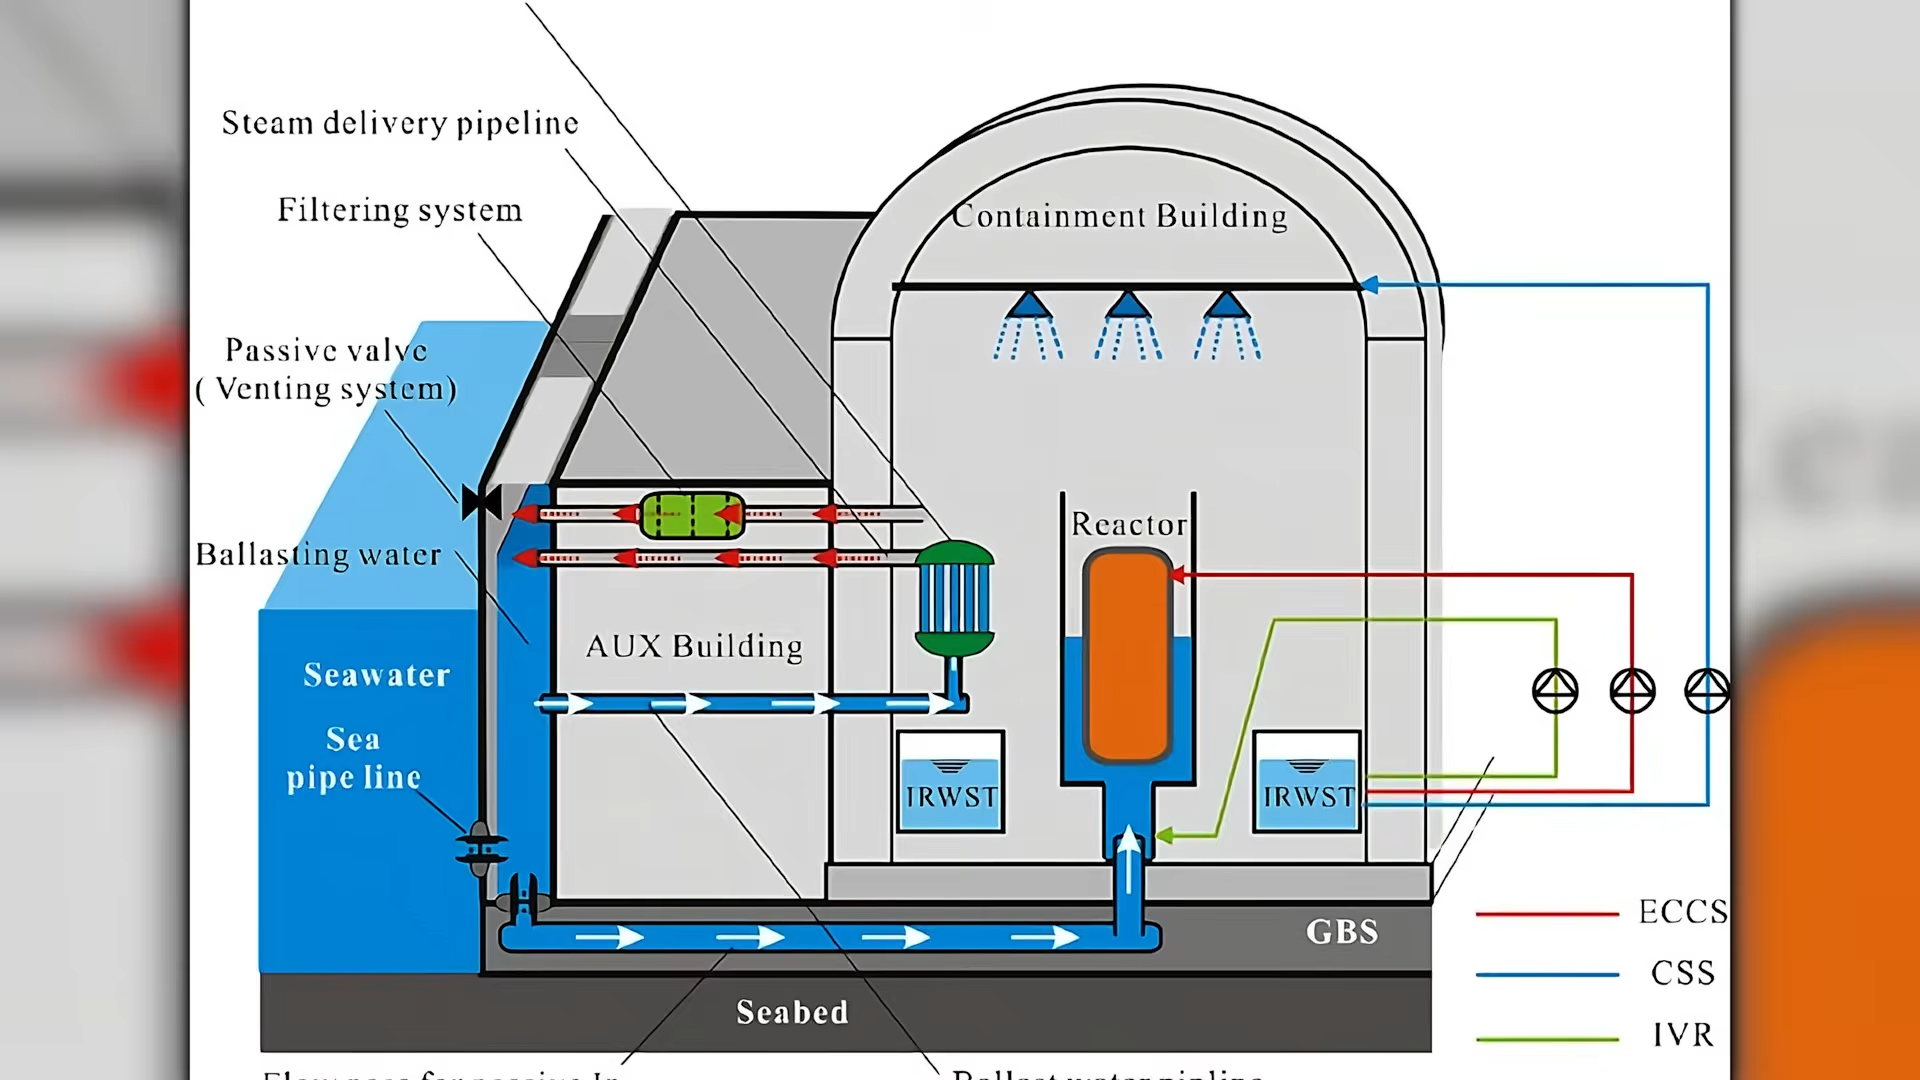 Steam delivery pipeline
Filtering system
Containment Building
Passive valve
( Venting system)
Reactor
Ballasting water
AUX Building
Seawater
Sea
pipe line
IRWST
IRWST
GBS
ECCS
CSS
Seabed
IVR